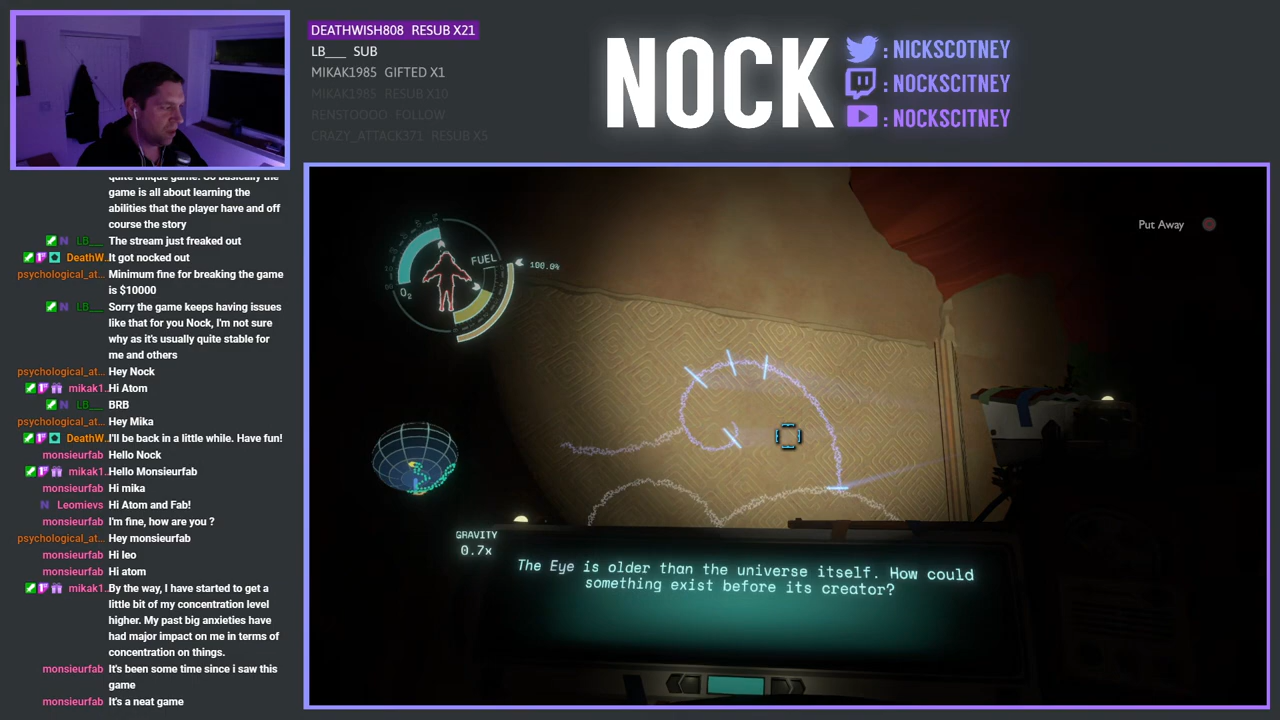 DEATHWISH808 RESUB X21
LB___ SUB
MIKAK1985 GIFTED X1
MIKAK1985 RESUB X10
RENSTOOOO FOLLOW
CRAZY_ATTACK371 RESUB X5
NOCK
: NICKSCOTNEY
: NOCKSCITNEY
: NOCKSCITNEY
quite unique game. So basically the
game is all about learning the
abilities that the player have and off
course the story
LB___ The stream just freaked out
DeathW.. It got nocked out
psychological_at... Minimum fine for breaking the game
is $10000
LB___ Sorry the game keeps having issues
like that for you Nock, I'm not sure
why as it's usually quite stable for
me and others
psychological_at... Hey Nock
mikak1.. Hi Atom
LB___ BRB
psychological_at... Hey Mika
DeathW.. I'll be back in a little while. Have fun!
monsieurfab Hello Nock
mikak1.. Hello Monsieurfab
monsieurfab Hi mika
Leomievs Hi Atom and Fab!
monsieurfab I'm fine, how are you ?
psychological_at... Hey monsieurfab
monsieurfab Hi leo
monsieurfab Hi atom
mikak1.. By the way, I have started to get a
little bit of my concentration level
higher. My past big anxieties have
had major impact on me in terms of
concentration on things.
monsieurfab It's been some time since i saw this
game
monsieurfab It's a neat game
Put Away
FUEL
100.0%
O2
GRAVITY
0.7x
The Eye is older than the universe itself. How could
something exist before its creator?